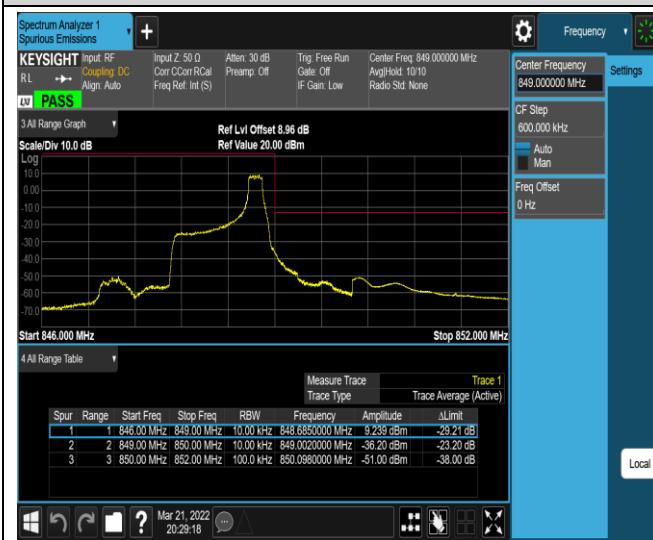 Spectrum Analyzer 1
Spurious Emissions
Frequency
KEYSIGHT Input: RF Input Z: 50 Ω Atten: 30 dB Trig: Free Run Center Freq: 849.000000 MHz
RL Coupling: DC Corr CCorr RCal Preamp: Off Gate: Off Avg|Hold: 10/10
Align: Auto Freq Ref: Int (S) IF Gain: Low Radio Std: None
LXI PASS
Center Frequency
849.000000 MHz
Settings
CF Step
600.000 kHz
Auto
Man
Freq Offset
0 Hz
3 All Range Graph
Ref Lvl Offset 8.96 dB
Scale/Div 10.0 dB Ref Value 20.00 dBm
Log
10.0
0.00
-10.0
-20.0
-30.0
-40.0
-50.0
-60.0
-70.0
Start 846.000 MHz Stop 852.000 MHz
4 All Range Table
Measure Trace Trace 1
Trace Type Trace Average (Active)
Spur Range Start Freq Stop Freq RBW Frequency Amplitude ΔLimit
1 1 846.00 MHz 849.00 MHz 10.00 kHz 848.6850000 MHz 9.239 dBm -29.21 dB
2 2 849.00 MHz 850.00 MHz 10.00 kHz 849.0020000 MHz -36.20 dBm -23.20 dB
3 3 850.00 MHz 852.00 MHz 100.0 kHz 850.0980000 MHz -51.00 dBm -38.00 dB
Local
Mar 21, 2022
20:29:18